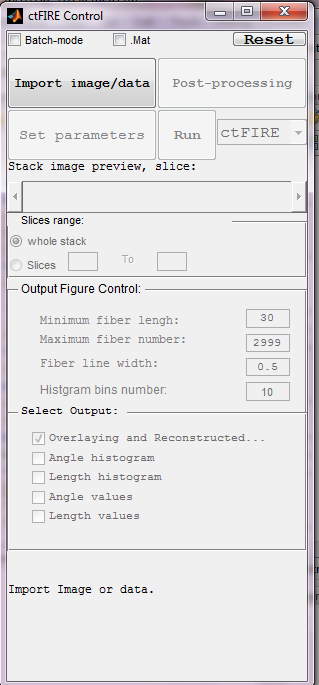 ctFIRE Control
Batch-mode .Mat Reset
Import image/data Post-processing
Set parameters Run ctFIRE
Stack image preview, slice:
Slices range:
whole stack
Slices To
Output Figure Control:
Minimum fiber lengh: 30
Maximum fiber number: 2999
Fiber line width: 0.5
Histgram bins number: 10
Select Output:
Overlaying and Reconstructed...
Angle histogram
Length histogram
Angle values
Length values
Import Image or data.